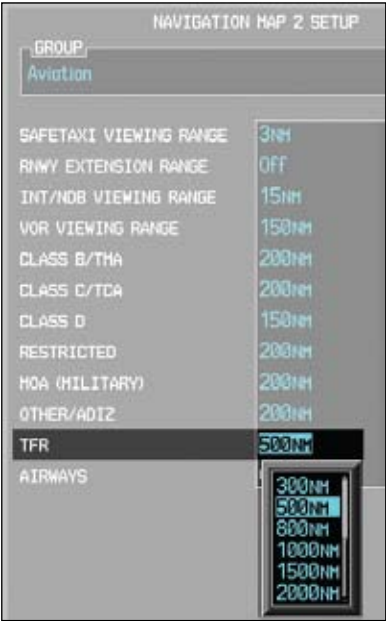 NAVIGATION MAP 2 SETUP
GROUP
Aviation
SAFETAXI VIEWING RANGE 3NM
RNWY EXTENSION RANGE Off
INT/NDB VIEWING RANGE 15NM
VOR VIEWING RANGE 150NM
CLASS B/TMA 200NM
CLASS C/TCA 200NM
CLASS D 150NM
RESTRICTED 200NM
MOA (MILITARY) 200NM
OTHER/ADIZ 200NM
TFR 500NM
AIRWAYS
300NM
500NM
800NM
1000NM
1500NM
2000NM